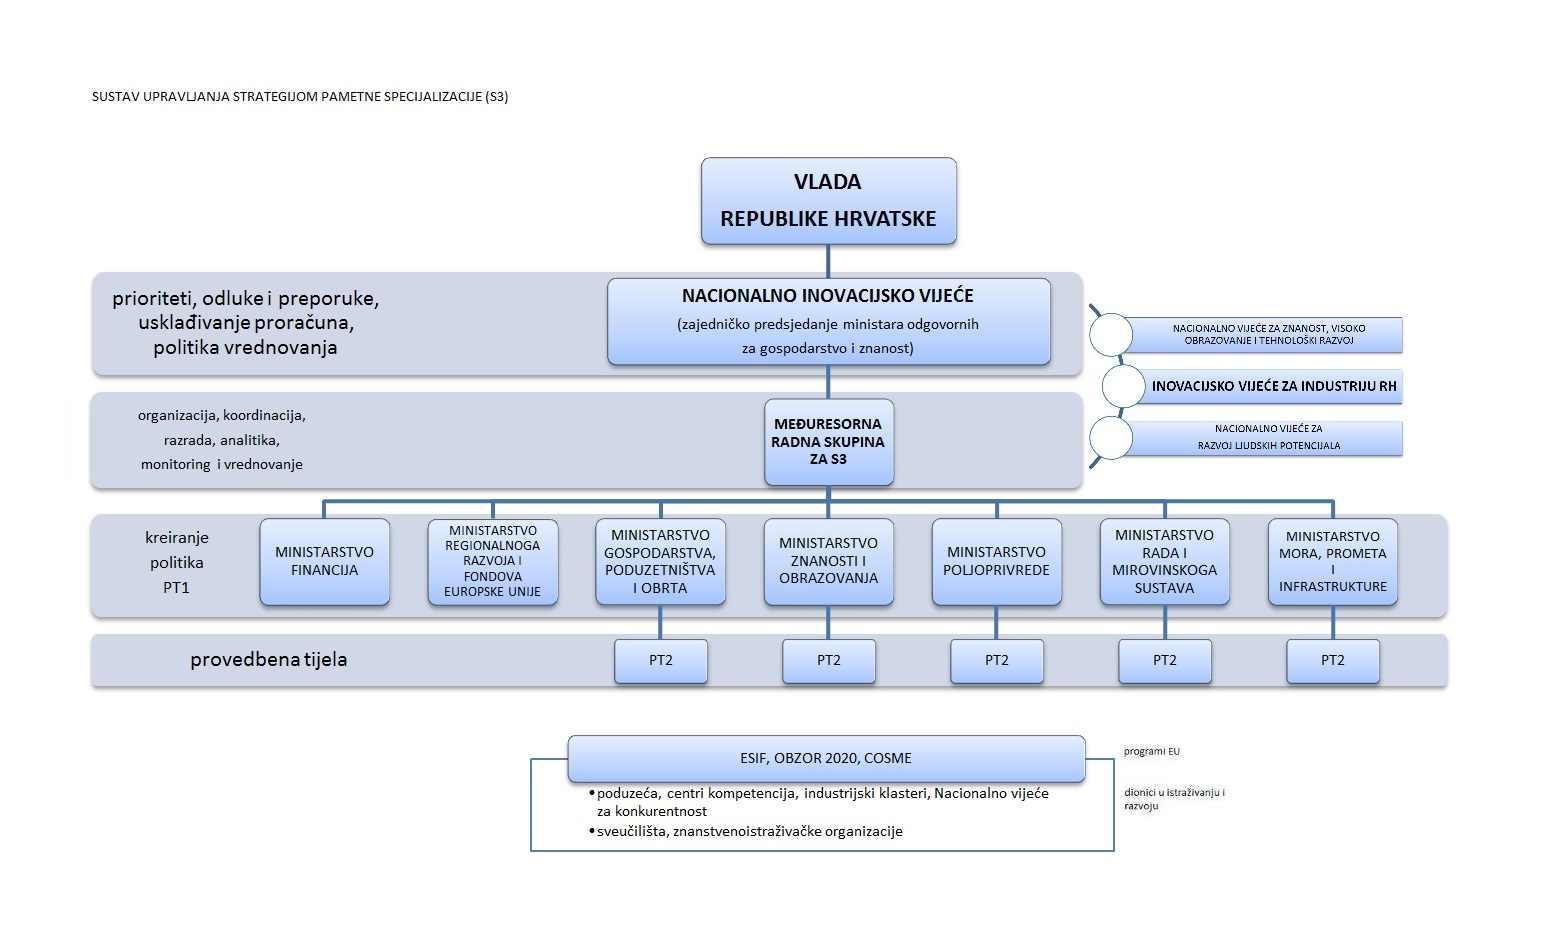 SUSTAV UPRAVLJANJA STRATEGIJOM PAMETNE SPECIJALIZACIJE (S3)
VLADA
REPUBLIKE HRVATSKE
prioriteti, odluke i preporuke,
usklađivanje proračuna,
politika vrednovanja
NACIONALNO INOVACIJSKO VIJEĆE
(zajedničko predsjedanje ministara odgovornih
za gospodarstvo i znanost)
NACIONALNO VIJEĆE ZA ZNANOST, VISOKO
OBRAZOVANJE I TEHNOLOŠKI RAZVOJ
INOVACIJSKO VIJEĆE ZA INDUSTRIJU RH
NACIONALNO VIJEĆE ZA
RAZVOJ LJUDSKIH POTENCIJALA
organizacija, koordinacija,
razrada, analitika,
monitoring i vrednovanje
MEĐURESORNA
RADNA SKUPINA
ZA S3
kreiranje
politika
PT1
MINISTARSTVO
FINANCIJA
MINISTARSTVO
REGIONALNOGA
RAZVOJA I
FONDOVA
EUROPSKE UNIJE
MINISTARSTVO
GOSPODARSTVA,
PODUZETNIŠTVA
I OBRTA
MINISTARSTVO
ZNANOSTI I
OBRAZOVANJA
MINISTARSTVO
POLJOPRIVREDE
MINISTARSTVO
RADA I
MIROVINSKOGA
SUSTAVA
MINISTARSTVO
MORA, PROMETA
I
INFRASTRUKTURE
provedbena tijela
PT2
PT2
PT2
PT2
PT2
ESIF, OBZOR 2020, COSME
programi EU
•poduzeća, centri kompetencija, industrijski klasteri, Nacionalno vijeće
za konkurentnost
•sveučilišta, znanstvenoistraživačke organizacije
dionici u istraživanju i
razvoju